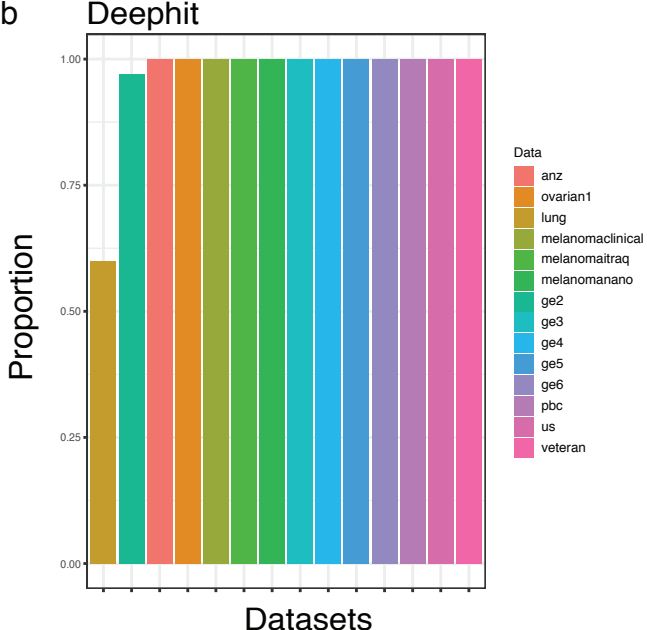 b
Deephit
Proportion
1.00
0.75
0.50
0.25
0.00
Datasets
Data
anz
ovarian1
lung
melanomaclinical
melanomaitraq
melanomanano
ge2
ge3
ge4
ge5
ge6
pbc
us
veteran